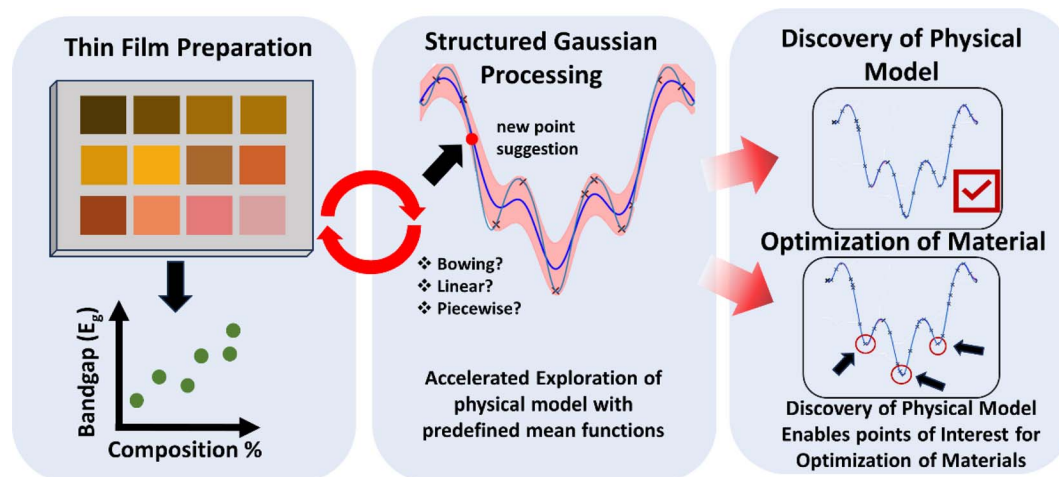 Thin Film Preparation
Bandgap (Eg)
Composition %
Structured Gaussian
Processing
new point
suggestion
❖ Bowing?
❖ Linear?
❖ Piecewise?
Accelerated Exploration of
physical model with
predefined mean functions
Discovery of Physical
Model
Optimization of Material
Discovery of Physical Model
Enables points of Interest for
Optimization of Materials